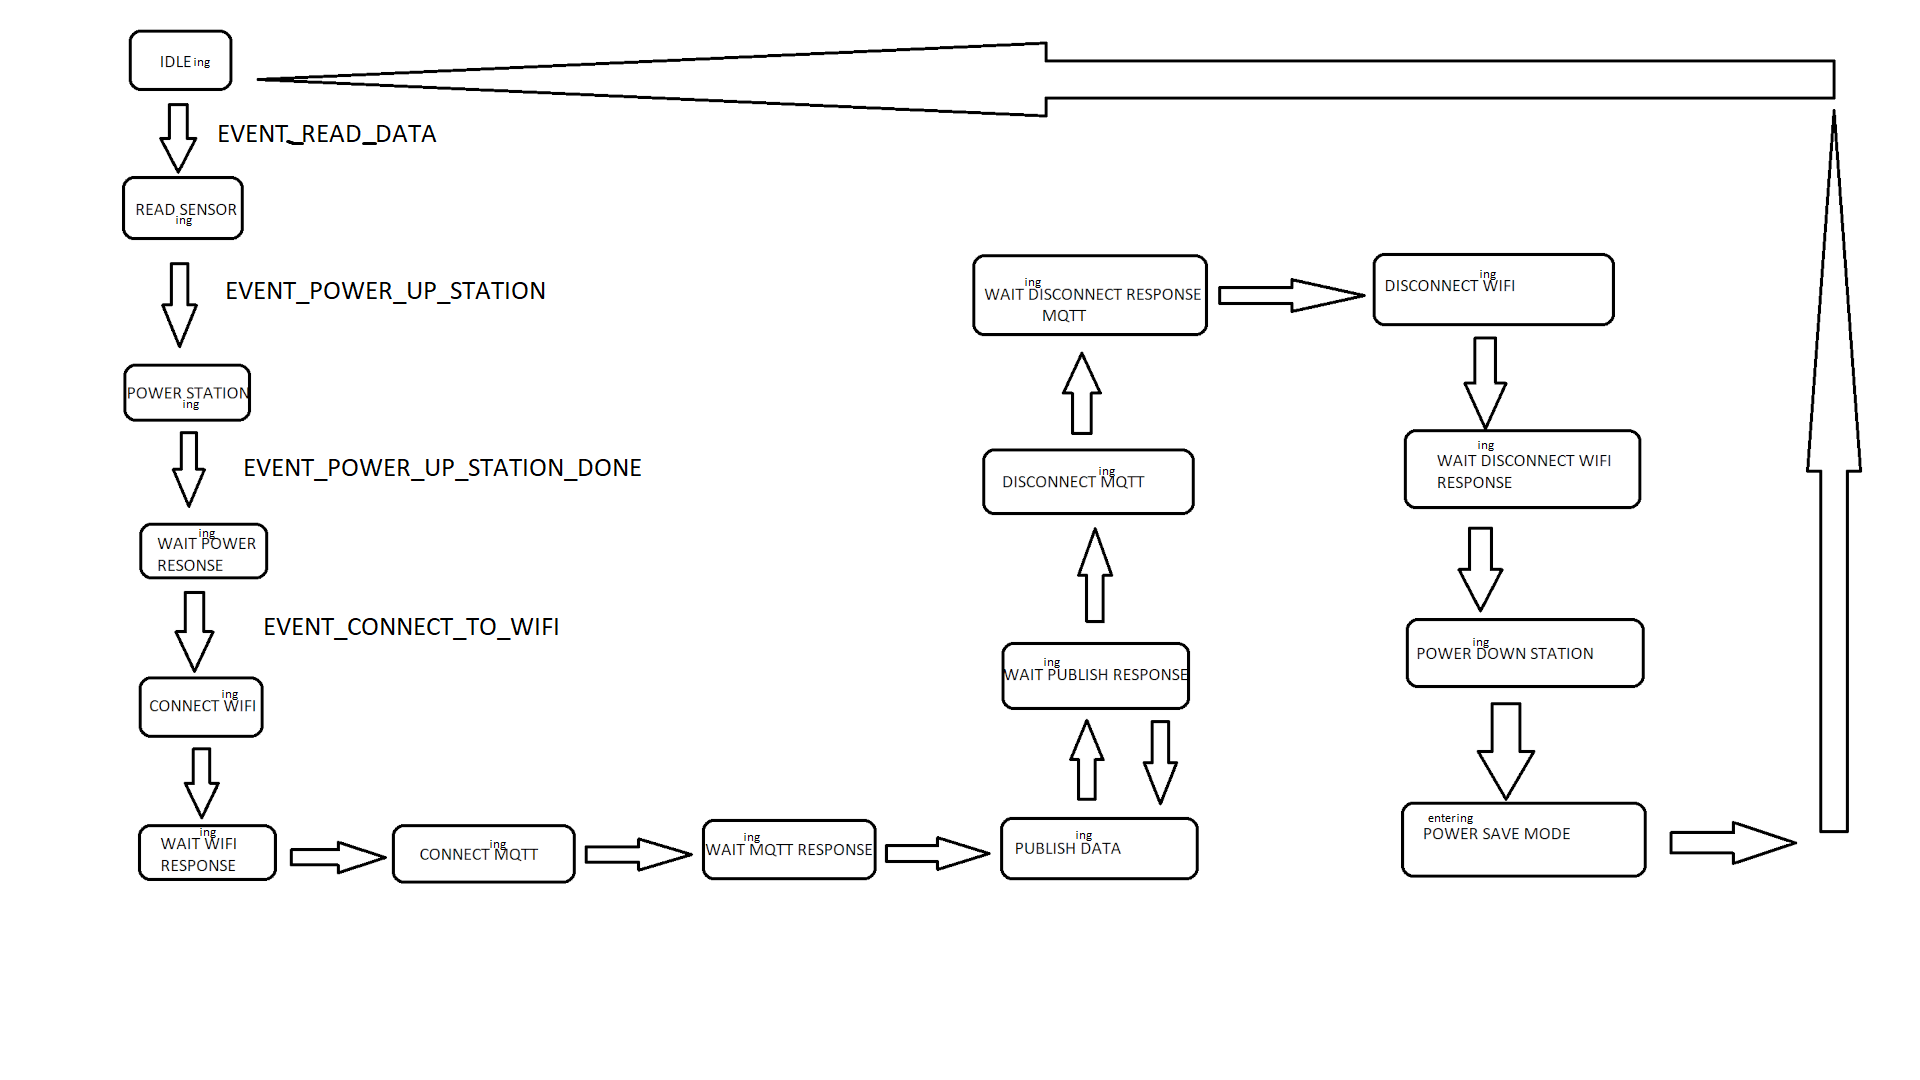 IDLE ing
EVENT_READ_DATA
READ SENSOR
ing
EVENT_POWER_UP_STATION
POWER STATION
ing
EVENT_POWER_UP_STATION_DONE
ing
WAIT POWER
RESONSE
EVENT_CONNECT_TO_WIFI
ing
CONNECT WIFI
ing
WAIT WIFI
RESPONSE
ing
CONNECT MQTT
ing
WAIT MQTT RESPONSE
ing
PUBLISH DATA
ing
WAIT PUBLISH RESPONSE
ing
DISCONNECT MQTT
ing
WAIT DISCONNECT RESPONSE
MQTT
ing
DISCONNECT WIFI
ing
WAIT DISCONNECT WIFI
RESPONSE
ing
POWER DOWN STATION
entering
POWER SAVE MODE